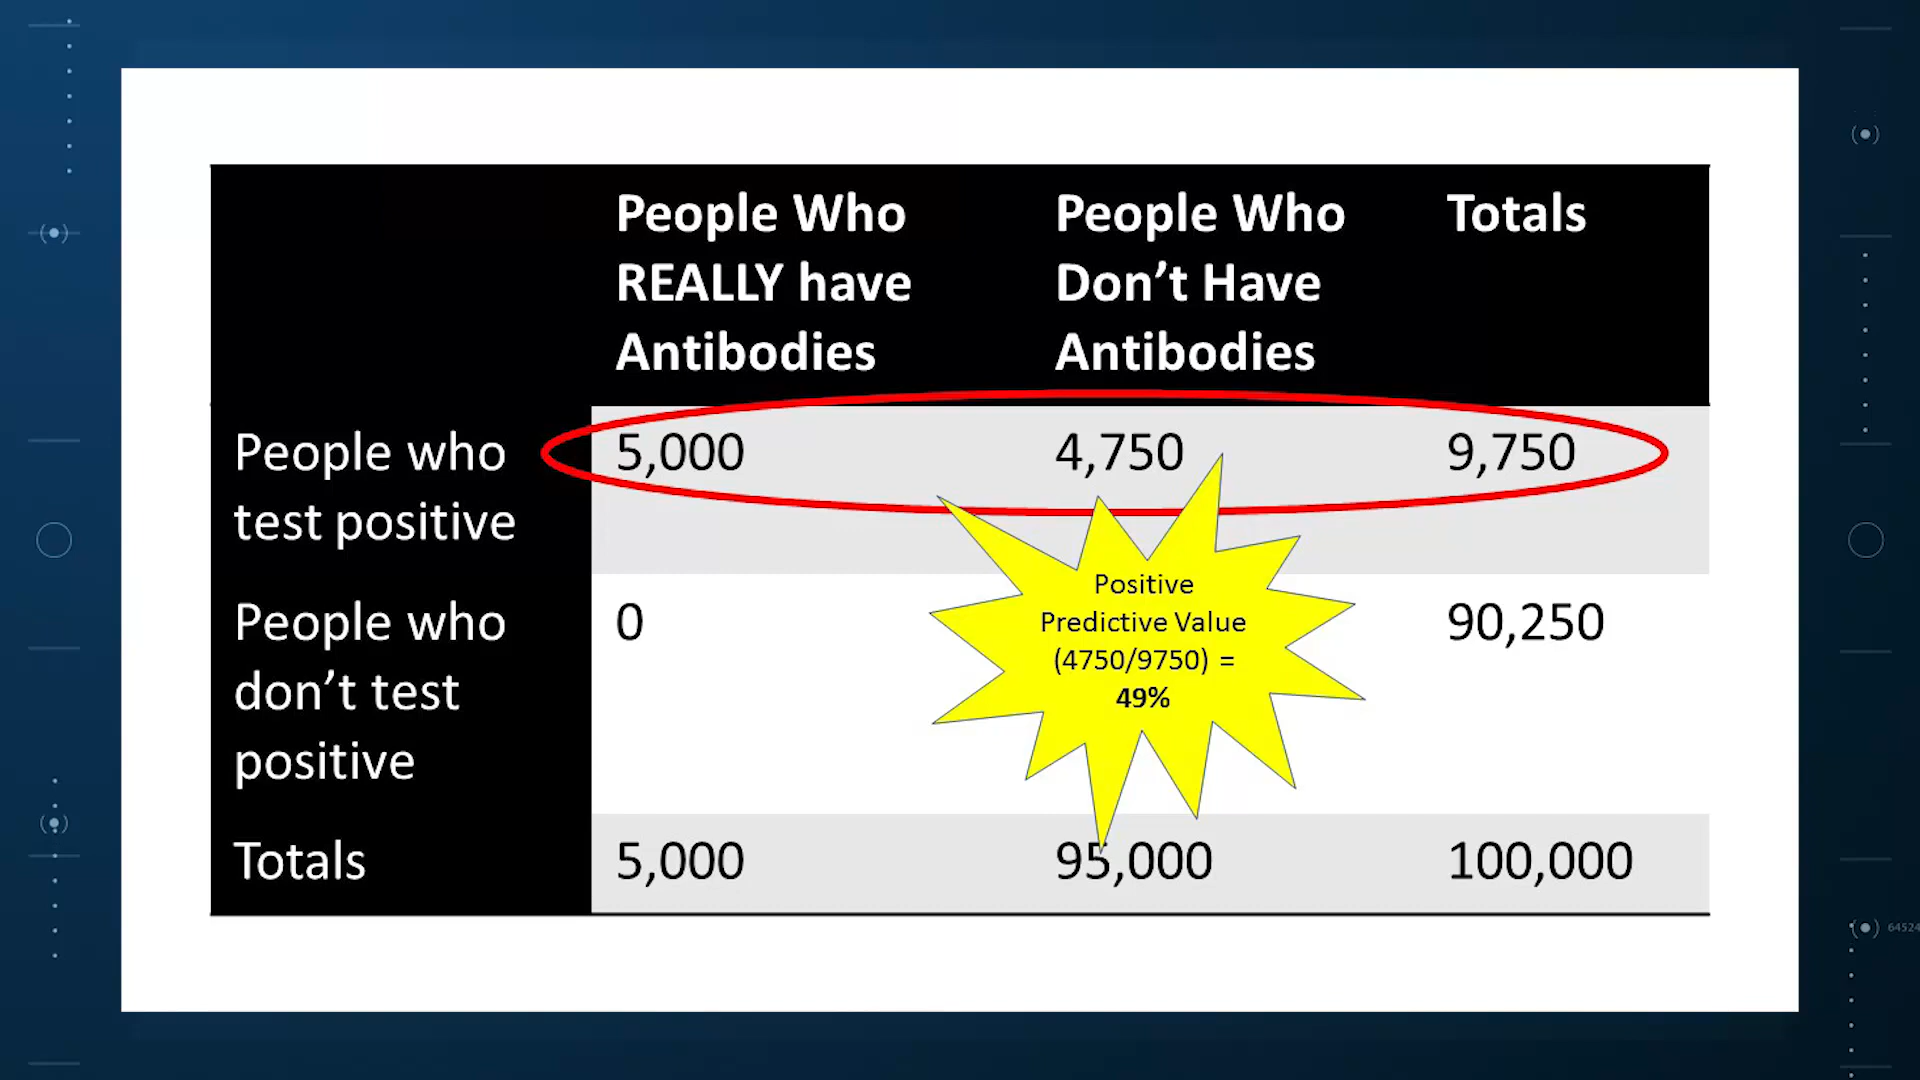 People Who
REALLY have
Antibodies
People Who
Don’t Have
Antibodies
Totals
People who
test positive
5,000
4,750
9,750
People who
don’t test
positive
0
90,250
Positive
Predictive Value
(4750/9750) =
49%
Totals
5,000
95,000
100,000
64524